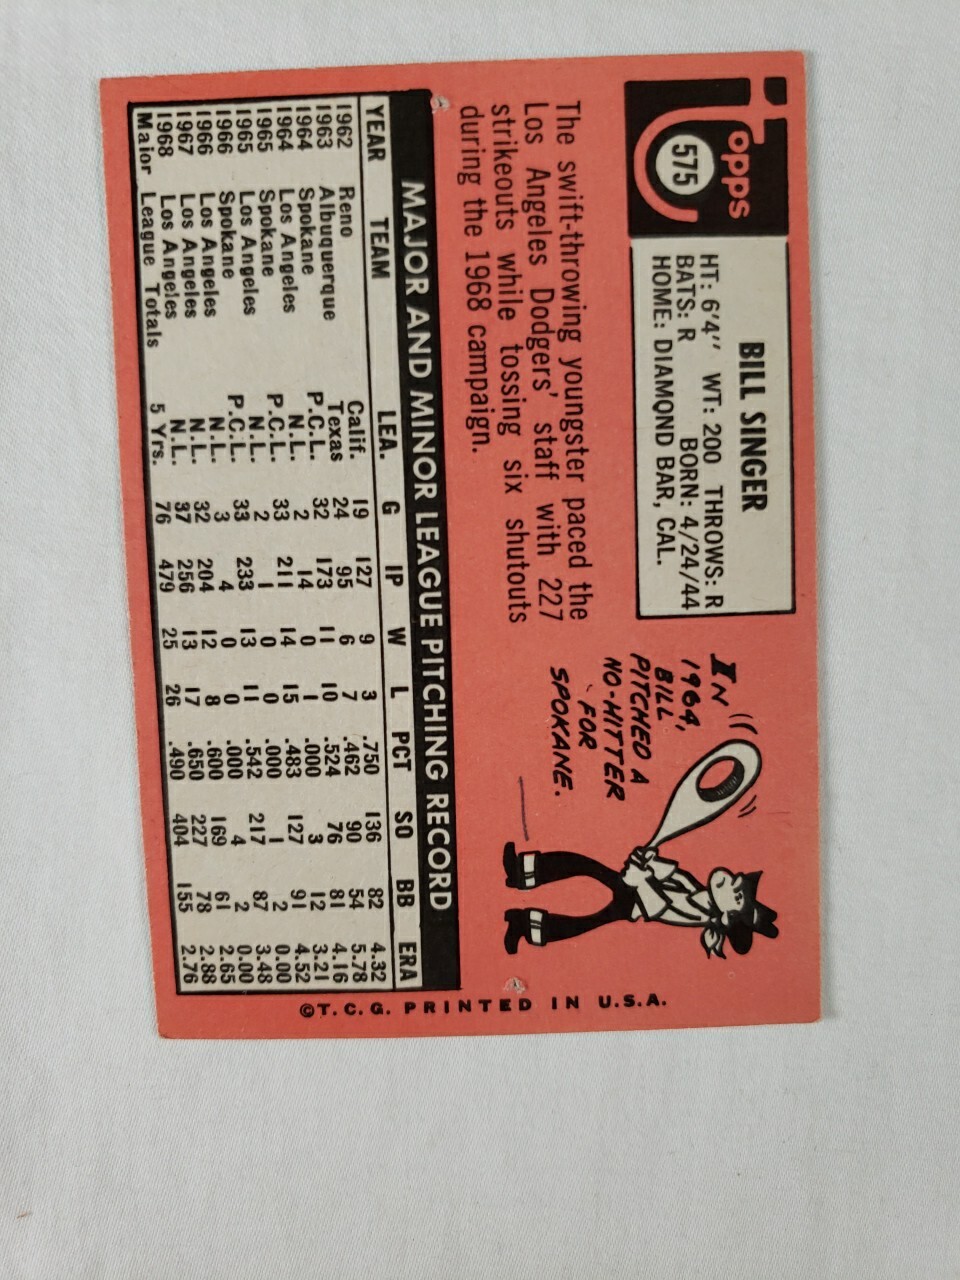 Topps
575
BILL SINGER
HT: 6'4" WT: 200 THROWS: R
BATS: R BORN: 4/24/44
HOME: DIAMOND BAR, CAL.
The swift-throwing youngster paced the
Los Angeles Dodgers' staff with 227
strikeouts while tossing six shutouts
during the 1968 campaign.
IN
1964,
BILL
PITCHED A
NO-HITTER
FOR
SPOKANE.
MAJOR AND MINOR LEAGUE PITCHING RECORD
YEAR TEAM LEA. G IP W L PCT SO BB ERA
1962 Reno Calif. 19 127 9 3 .750 136 82 4.32
1963 Albuquerque Texas 24 95 6 7 .462 90 54 5.78
1964 Spokane P.C.L. 32 173 11 10 .524 76 81 4.16
1964 Los Angeles N.L. 2 14 0 1 .000 3 12 3.21
1965 Spokane P.C.L. 33 211 14 15 .483 127 91 4.52
1965 Los Angeles N.L. 2 1 0 0 .000 1 2 0.00
1966 Spokane P.C.L. 33 233 13 11 .542 217 87 3.48
1966 Los Angeles N.L. 3 4 0 0 .000 4 2 0.00
1967 Los Angeles N.L. 32 204 12 8 .600 169 61 2.65
1968 Los Angeles N.L. 37 256 13 17 .650 227 78 2.88
Major League Totals 5 Yrs. 76 479 25 26 .490 404 155 2.76
©T.C.G. PRINTED IN U.S.A.